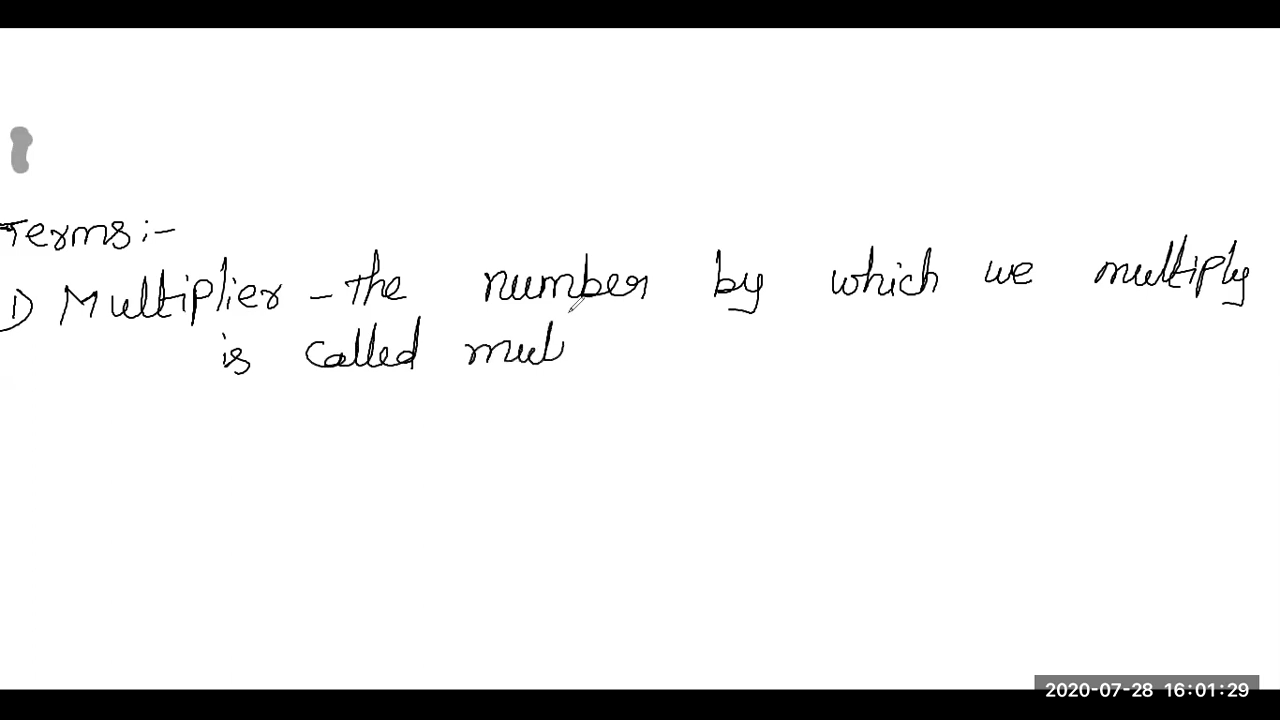 Terms:-
1) Multiplier - the number by which we multiply
is called mul
2020-07-28 16:01:29